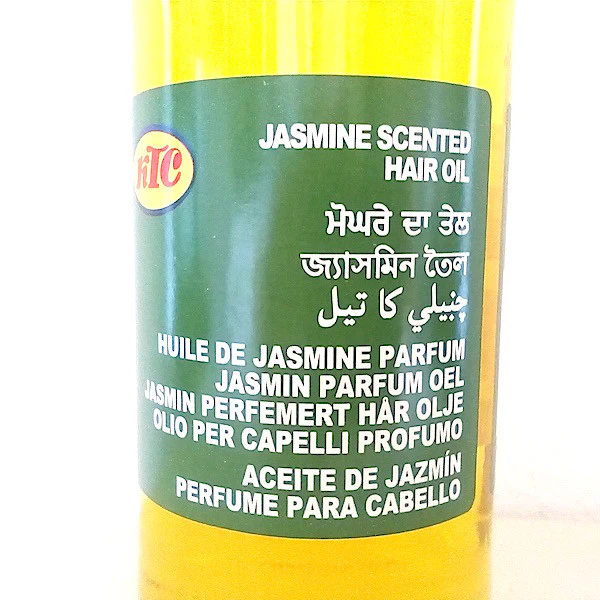 KTC
JASMINE SCENTED
HAIR OIL
ਮੋਘਰੇ ਦਾ ਤੇਲ
জ্যাসমিন তৈল
چنبيلي کا تیل
HUILE DE JASMINE PARFUM
JASMIN PARFUM OEL
JASMIN PERFEMERT HÅR OLJE
OLIO PER CAPELLI PROFUMO
ACEITE DE JAZMÍN
PERFUME PARA CABELLO